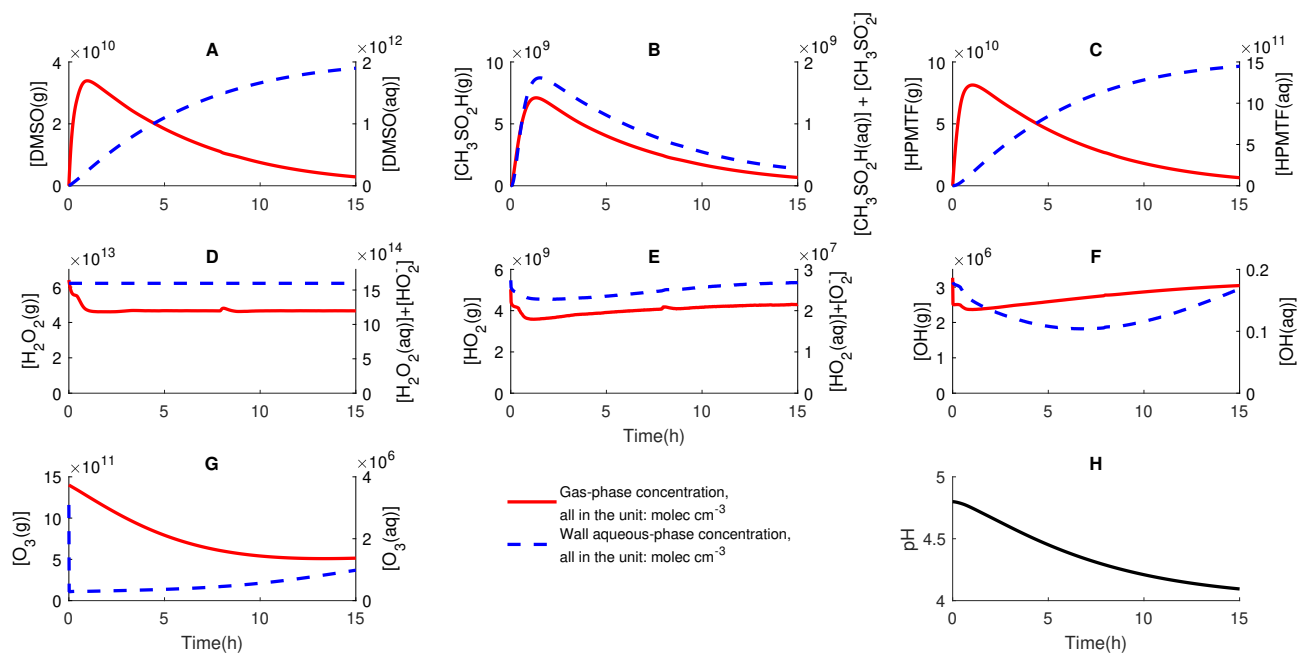 A
×10^10
×10^12
[DMSO(g)]
[DMSO(aq)]
0
2
4
0
1
2
0 5 10 15
B
×10^9
×10^9
[CH3SO2H(g)]
[CH3SO2H(aq)] + [CH3SO2^-]
0
2
4
6
8
0
1
2
0 5 10 15
C
×10^10
×10^11
[HPMTF(g)]
[HPMTF(aq)]
0
5
10
0
5
10
15
0 5 10 15
D
×10^13
×10^14
[H2O2(g)]
[H2O2(aq)]+[HO2^-]
0
2
4
6
0
5
10
15
0 5 10 15
E
×10^9
×10^7
[HO2(g)]
[HO2(aq)]+[O2^-]
0
2
4
6
0
1
2
3
0 5 10 15
Time(h)
F
×10^6
[OH(g)]
[OH(aq)]
0
1
2
3
0
0.1
0.2
0 5 10 15
G
×10^11
×10^6
[O3(g)]
[O3(aq)]
0
5
10
15
0
2
4
0 5 10 15
Time(h)
Gas-phase concentration,
all in the unit: molec cm^-3
Wall aqueous-phase concentration,
all in the unit: molec cm^-3
H
pH
4
4.5
5
0 5 10 15
Time(h)